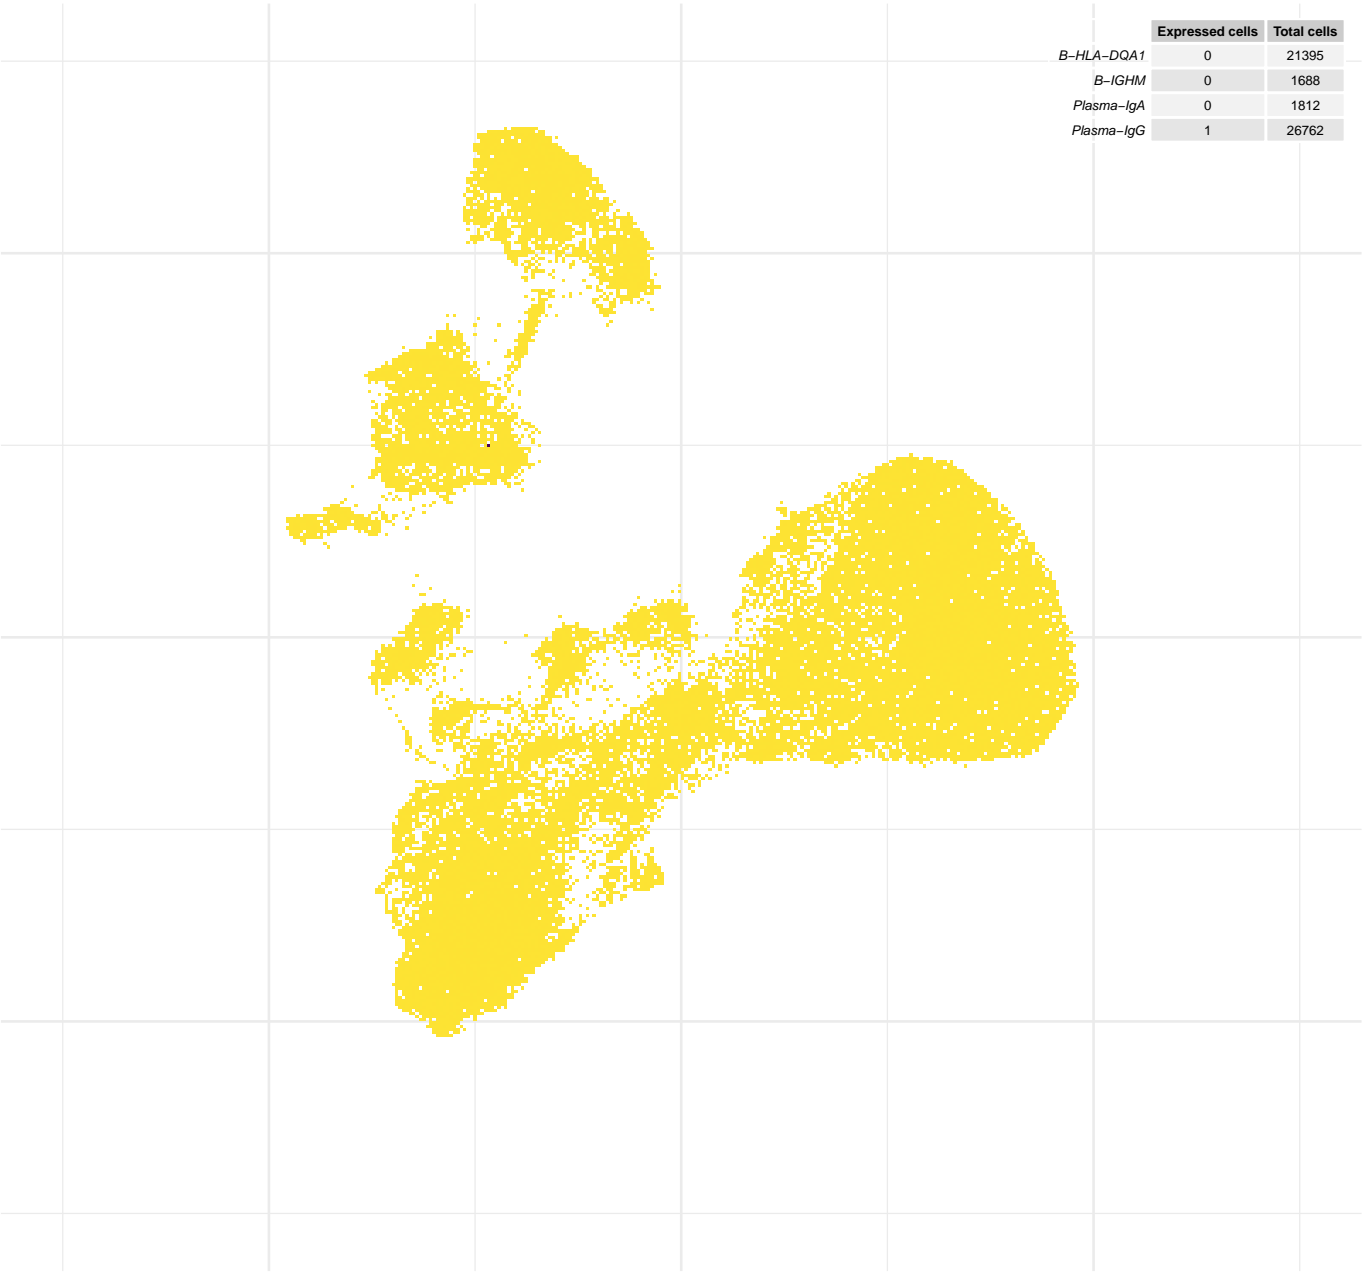 Expressed cells Total cells
B−HLA−DQA1 0 21395
B−IGHM 0 1688
Plasma−IgA 0 1812
Plasma−IgG 1 26762